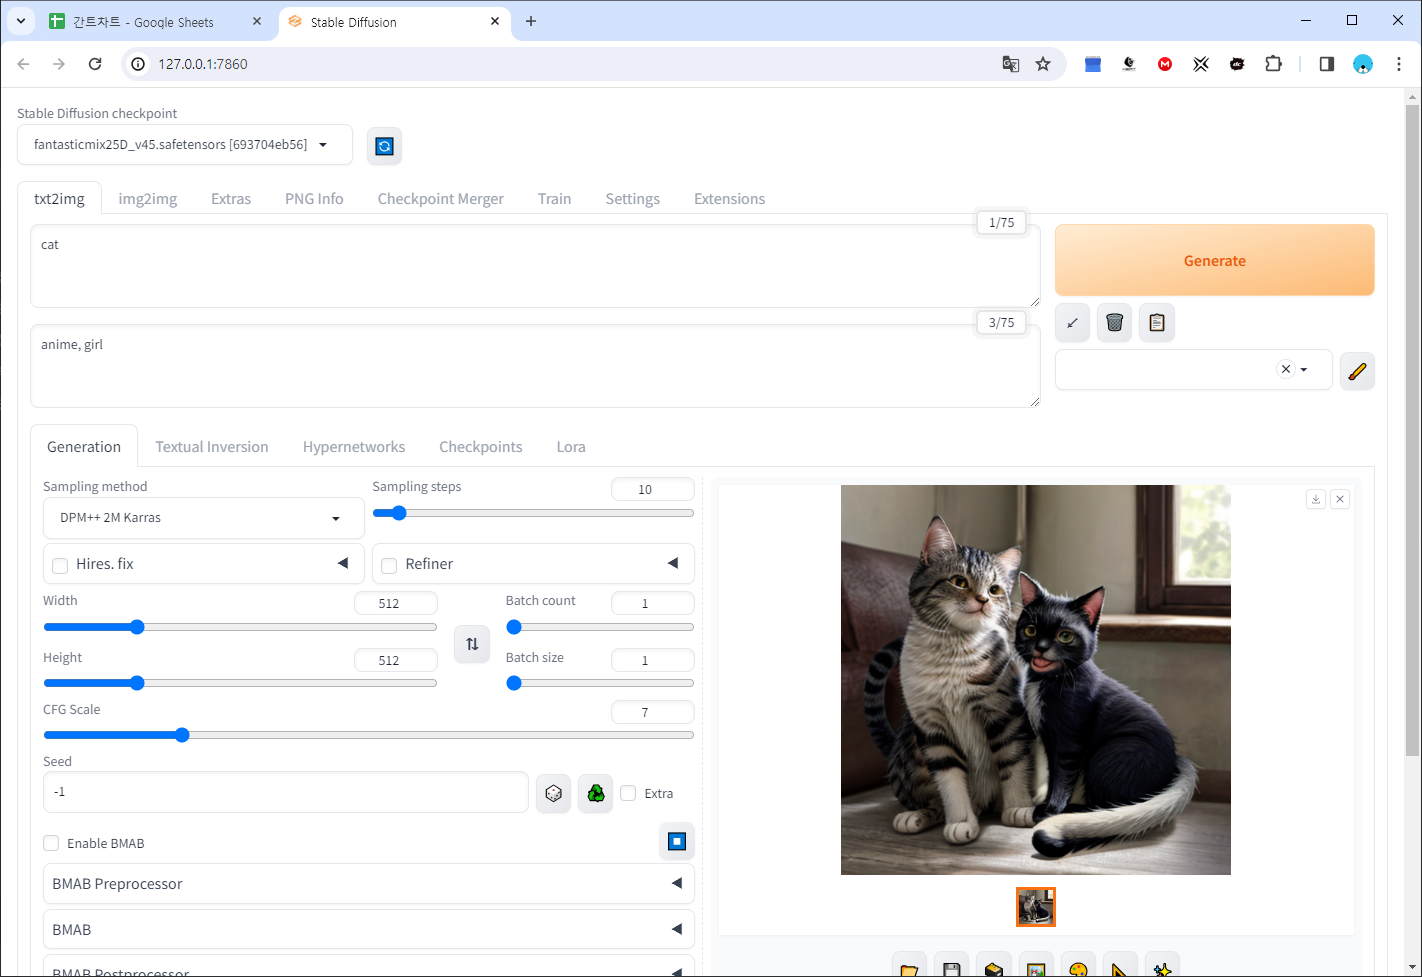 간트차트 - Google Sheets
Stable Diffusion
127.0.0.1:7860
Stable Diffusion checkpoint
fantasticmix25D_v45.safetensors [693704eb56]
txt2img img2img Extras PNG Info Checkpoint Merger Train Settings Extensions
1/75
cat
Generate
3/75
anime, girl
Generation Textual Inversion Hypernetworks Checkpoints Lora
Sampling method
Sampling steps
10
DPM++ 2M Karras
Hires. fix
Refiner
Width
512
Batch count
1
Height
512
Batch size
1
CFG Scale
7
Seed
-1
Extra
Enable BMAB
BMAB Preprocessor
BMAB
BMAB Postprocessor